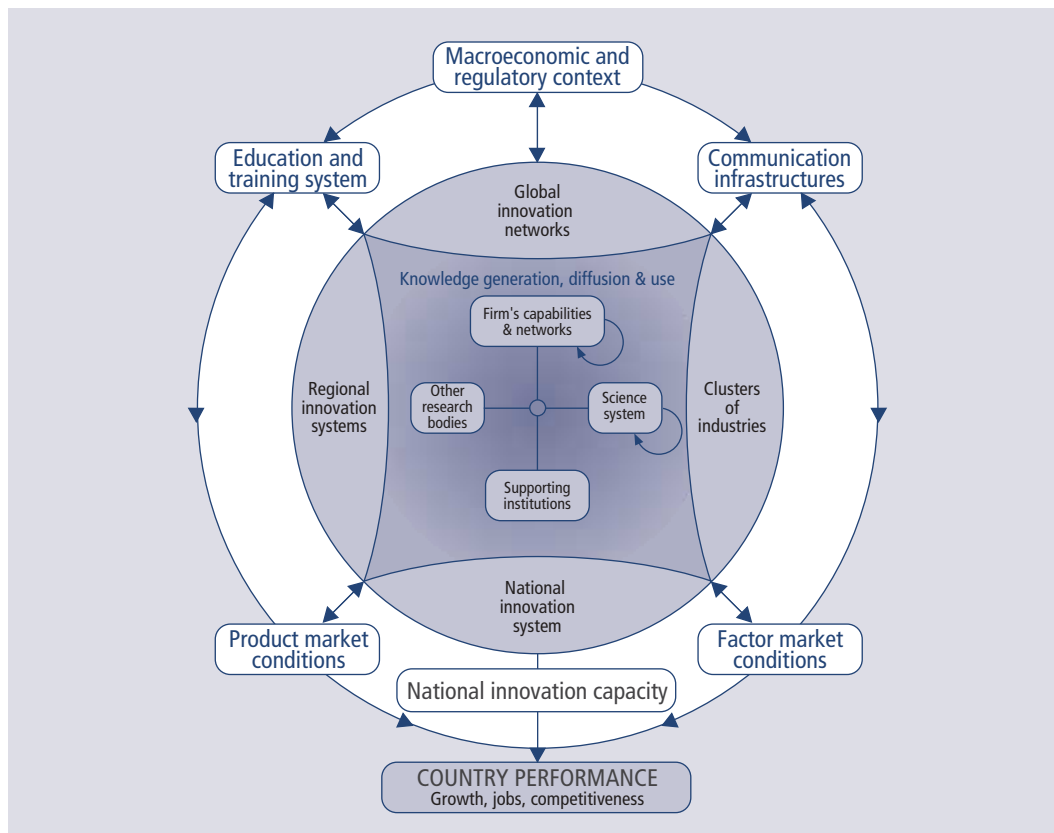 Macroeconomic and
regulatory context
Education and
training system
Communication
infrastructures
Global
innovation
networks
Knowledge generation, diffusion & use
Firm's capabilities
& networks
Regional
innovation
systems
Other
research
bodies
Science
system
Clusters
of
industries
Supporting
institutions
National
innovation
system
Product market
conditions
Factor market
conditions
National innovation capacity
COUNTRY PERFORMANCE
Growth, jobs, competitiveness